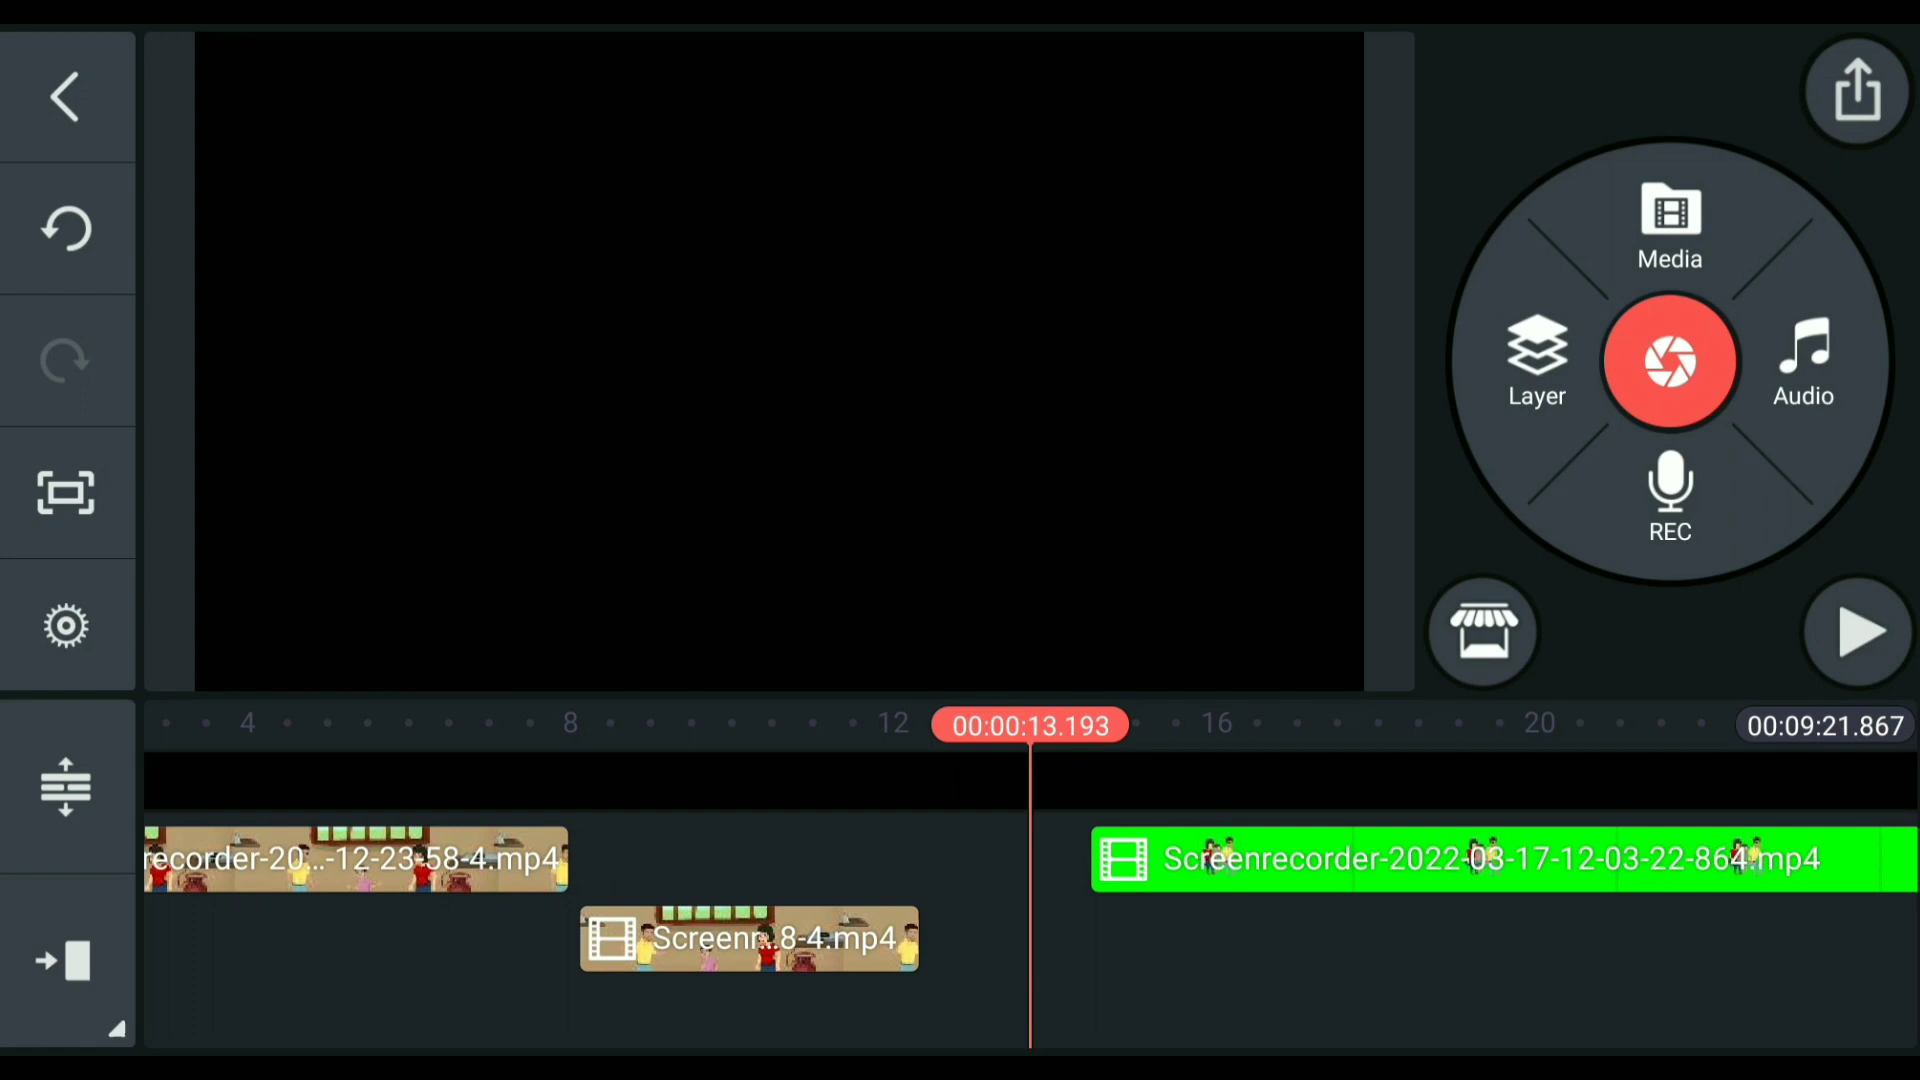 Media
Layer
Audio
REC
4 8 12 00:00:13.193 16 20 00:09:21.867
recorder-20...-12-23-58-4.mp4
Screenrecorder-2022-03-17-12-03-22-864.mp4
Screenr...8-4.mp4